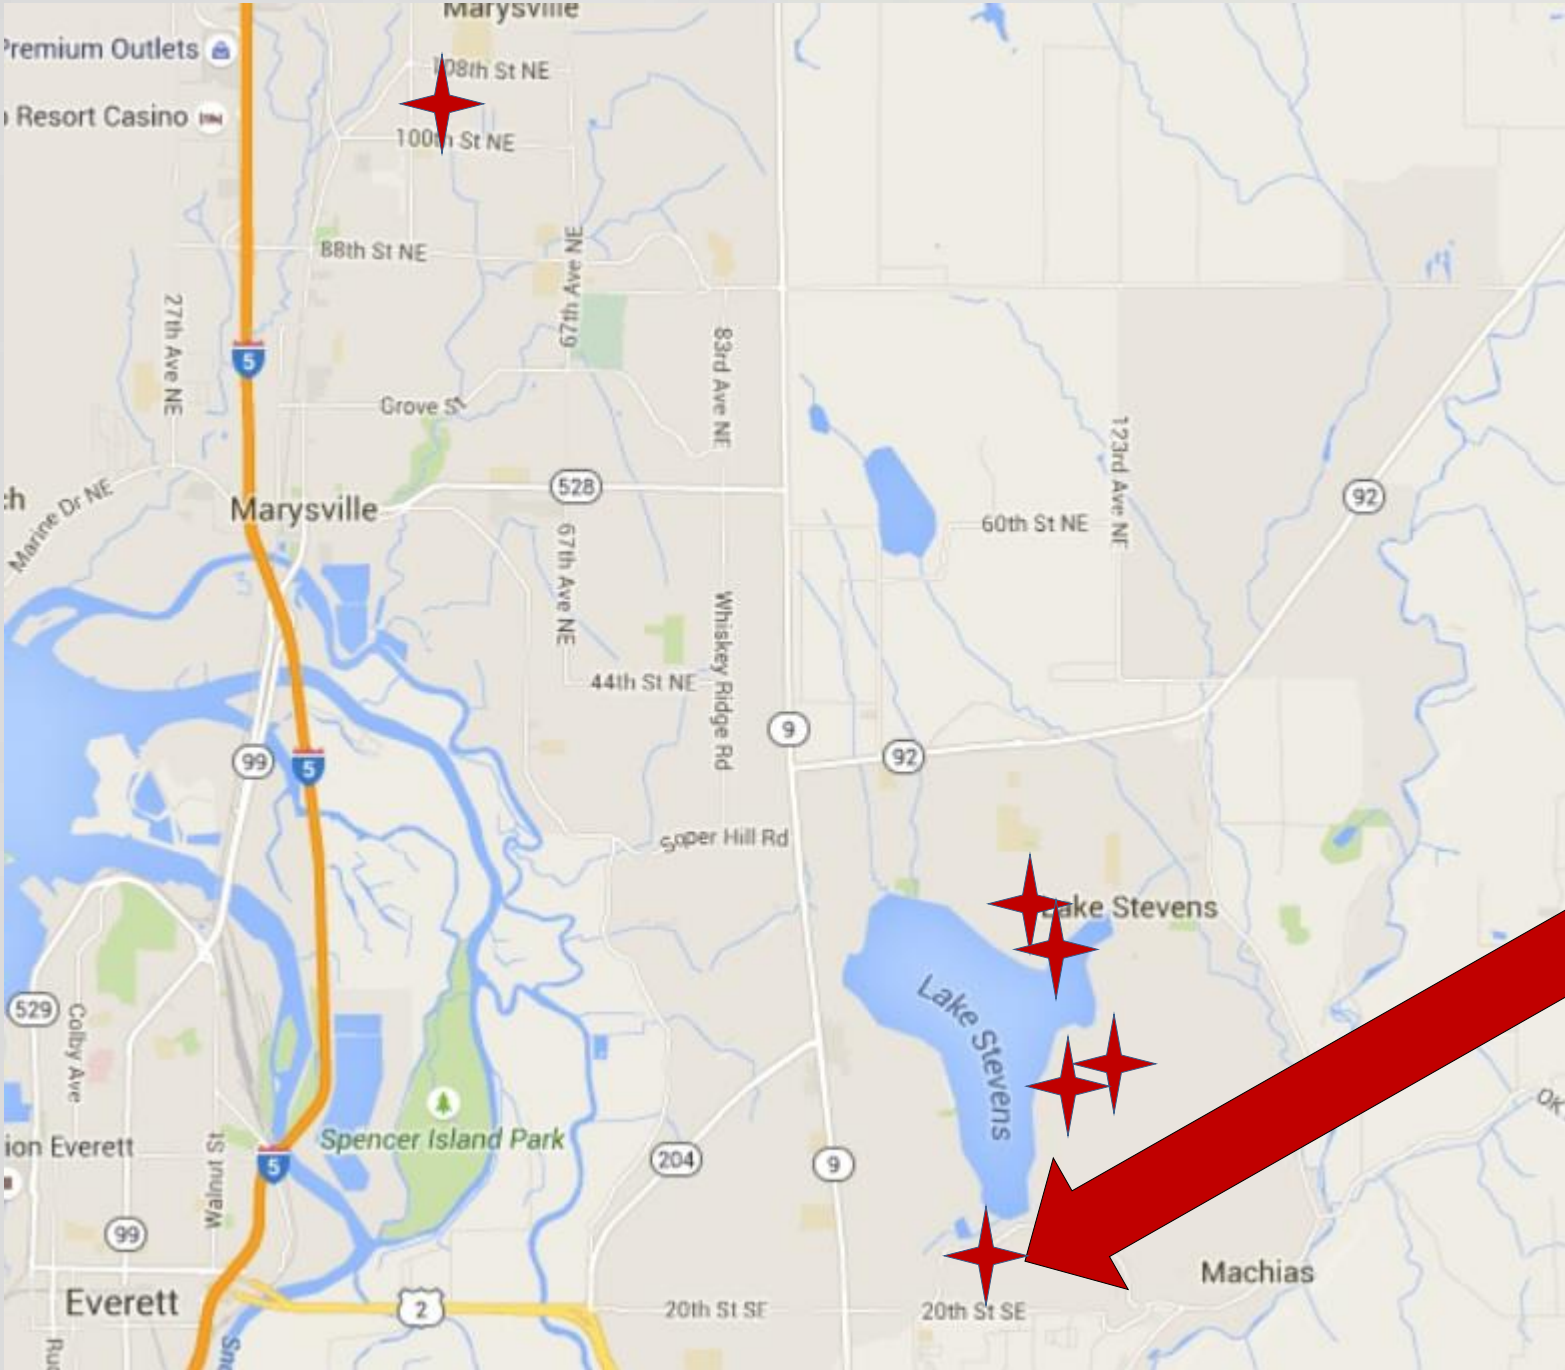 Marysville
Premium Outlets
108th St NE
Resort Casino
100th St NE
88th St NE
67th Ave NE
27th Ave NE
5
83rd Ave NE
Grove St
123rd Ave NE
528
92
Marysville
Marine Dr NE
60th St NE
67th Ave NE
Whiskey Ridge Rd
44th St NE
9
92
99
5
Soper Hill Rd
Lake Stevens
Lake Stevens
529
Colby Ave
Spencer Island Park
Everett
5
204
9
Walnut St
99
Machias
Everett
2
20th St SE
20th St SE